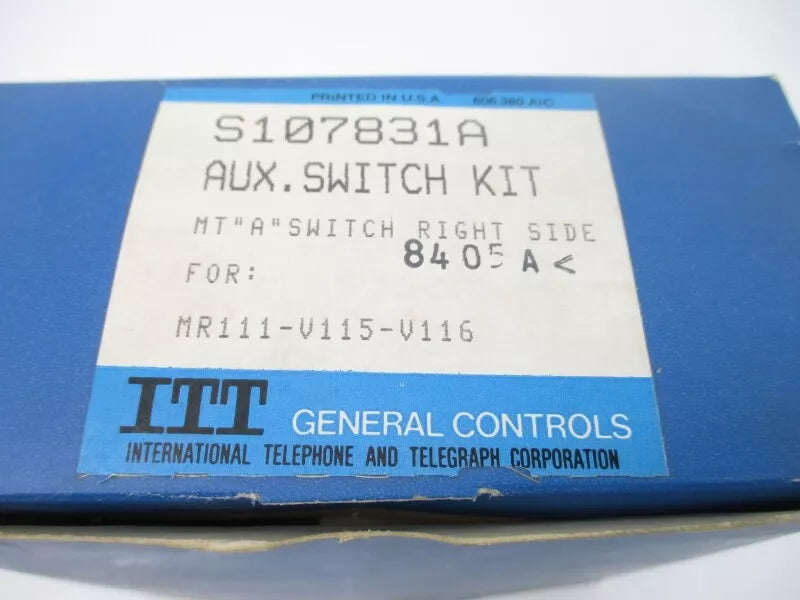 PRINTED IN U.S.A. 606.380 A/C
S107831A
AUX.SWITCH KIT
MT"A"SWITCH RIGHT SIDE
8405A<
FOR:
MR111-V115-V116
ITT GENERAL CONTROLS
INTERNATIONAL TELEPHONE AND TELEGRAPH CORPORATION